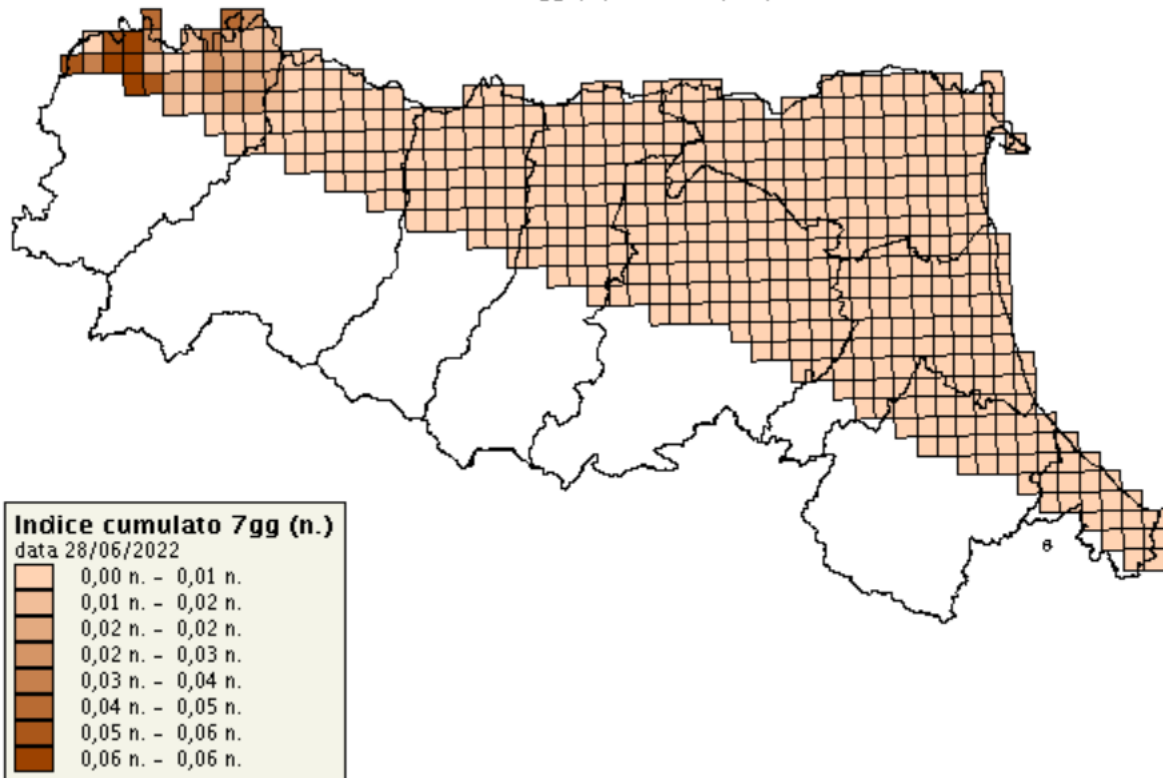 Indice cumulato 7gg (n.)
data 28/06/2022
0,00 n. - 0,01 n.
0,01 n. - 0,02 n.
0,02 n. - 0,02 n.
0,02 n. - 0,03 n.
0,03 n. - 0,04 n.
0,04 n. - 0,05 n.
0,05 n. - 0,06 n.
0,06 n. - 0,06 n.